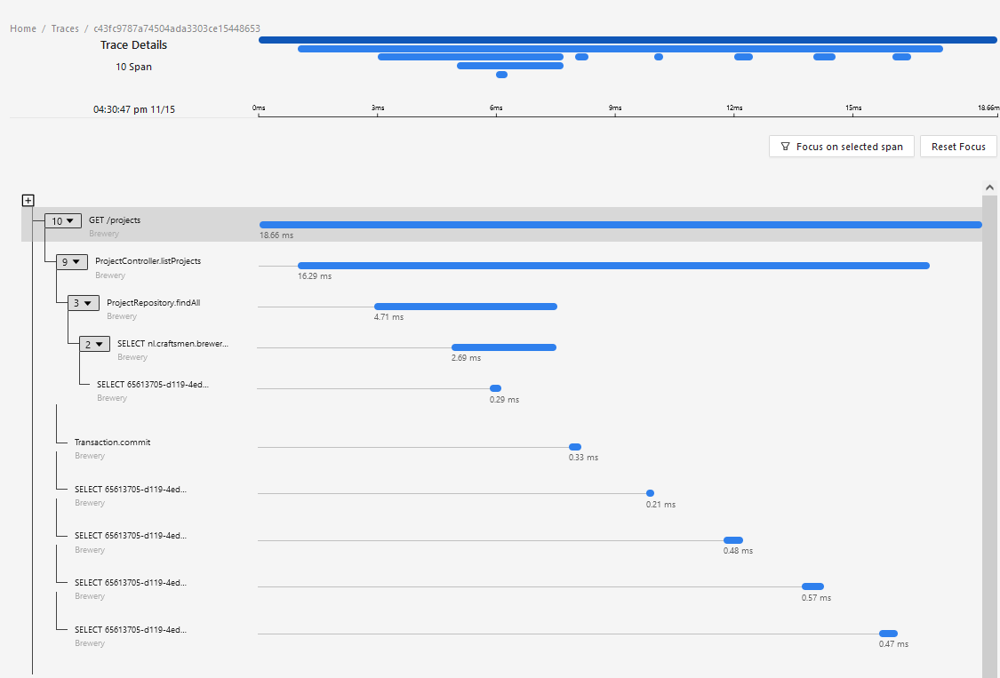 Home / Traces / c43fc9787a74504ada3303ce15448653
Trace Details
10 Span
04:30:47 pm 11/15
0ms 3ms 6ms 9ms 12ms 15ms 18.66m
Focus on selected span Reset Focus
10 GET /projects
Brewery
18.66 ms
9 ProjectController.listProjects
Brewery
16.29 ms
3 ProjectRepository.findAll
Brewery
4.71 ms
2 SELECT nl.craftsmen.brewer...
Brewery
2.69 ms
SELECT 65613705-d119-4ed...
Brewery
0.29 ms
Transaction.commit
Brewery
0.33 ms
SELECT 65613705-d119-4ed...
Brewery
0.21 ms
SELECT 65613705-d119-4ed...
Brewery
0.48 ms
SELECT 65613705-d119-4ed...
Brewery
0.57 ms
SELECT 65613705-d119-4ed...
Brewery
0.47 ms